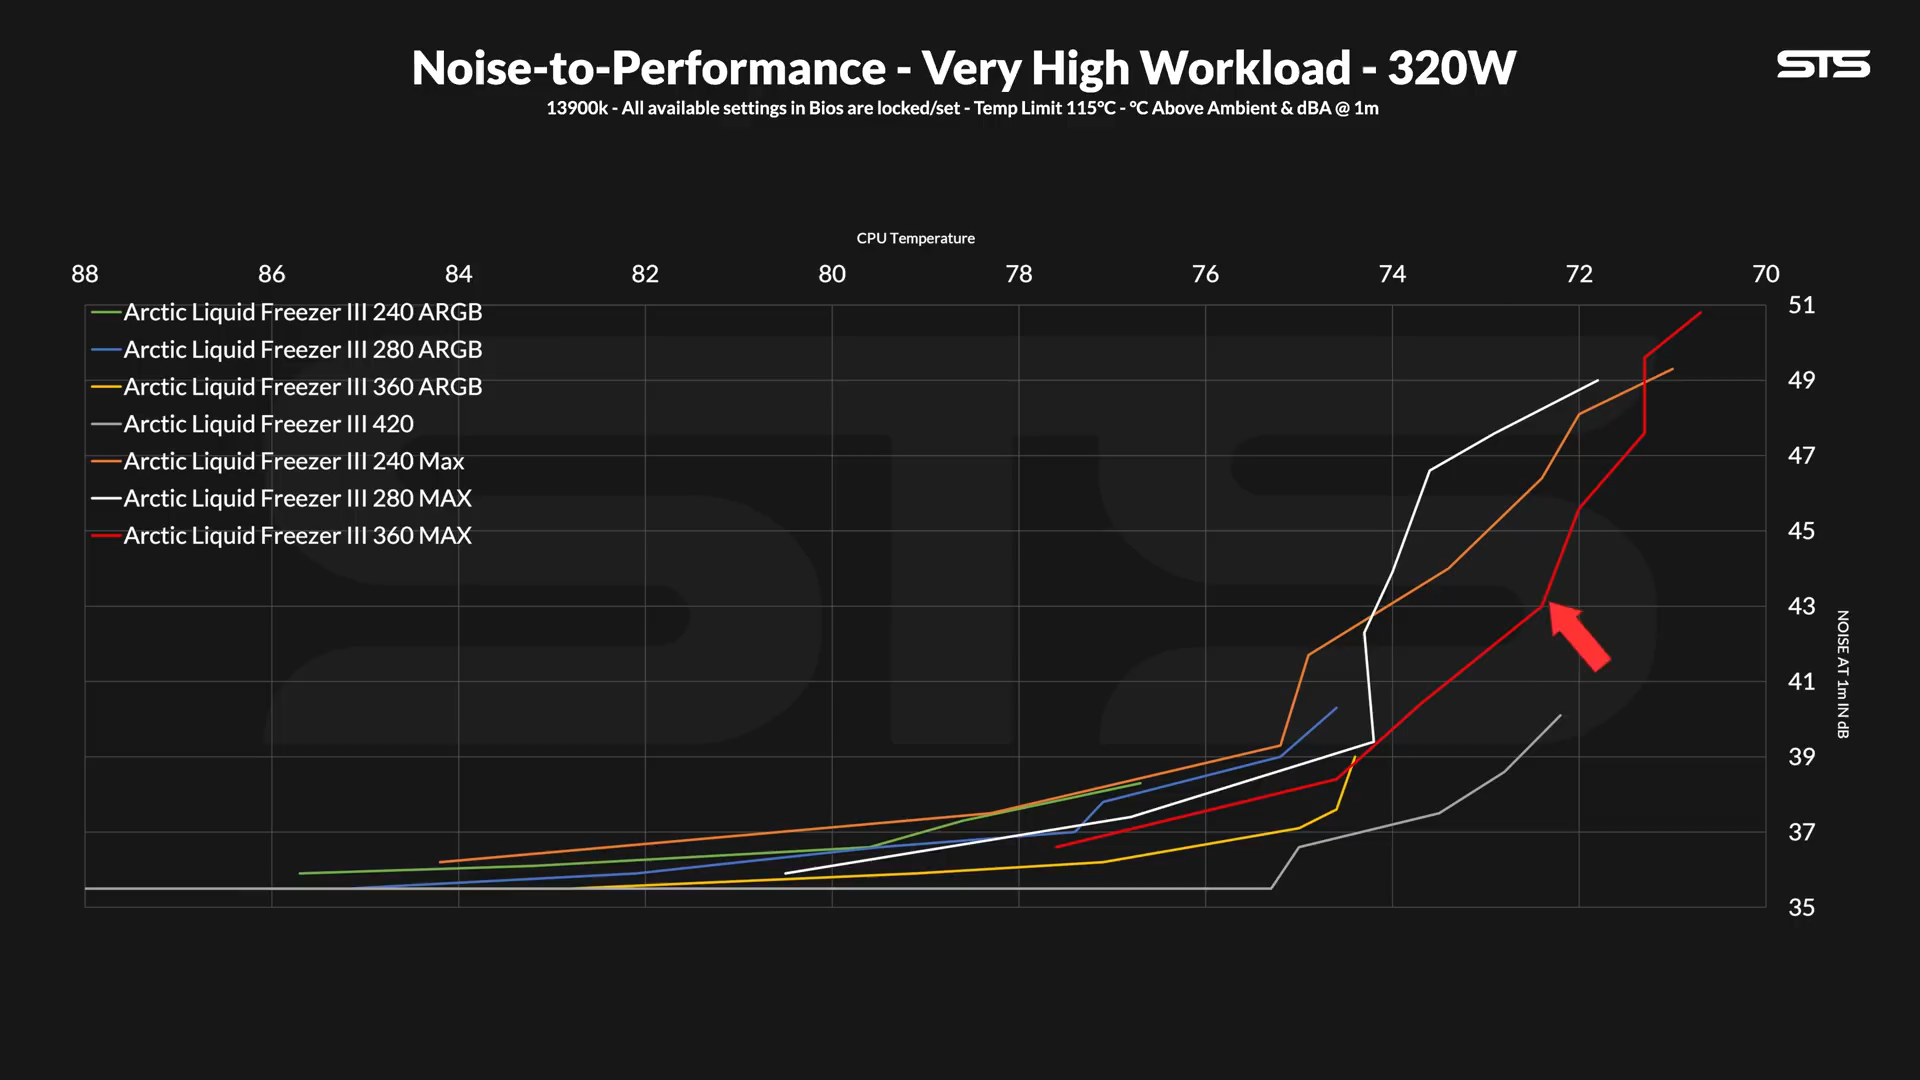 Noise-to-Performance - Very High Workload - 320W
STS
13900k - All available settings in Bios are locked/set - Temp Limit 115°C - °C Above Ambient & dBA @ 1m
CPU Temperature
88 86 84 82 80 78 76 74 72 70
Arctic Liquid Freezer III 240 ARGB
Arctic Liquid Freezer III 280 ARGB
Arctic Liquid Freezer III 360 ARGB
Arctic Liquid Freezer III 420
Arctic Liquid Freezer III 240 Max
Arctic Liquid Freezer III 280 MAX
Arctic Liquid Freezer III 360 MAX
51
49
47
45
43
41
39
37
35
NOISE AT 1m IN dB
STS